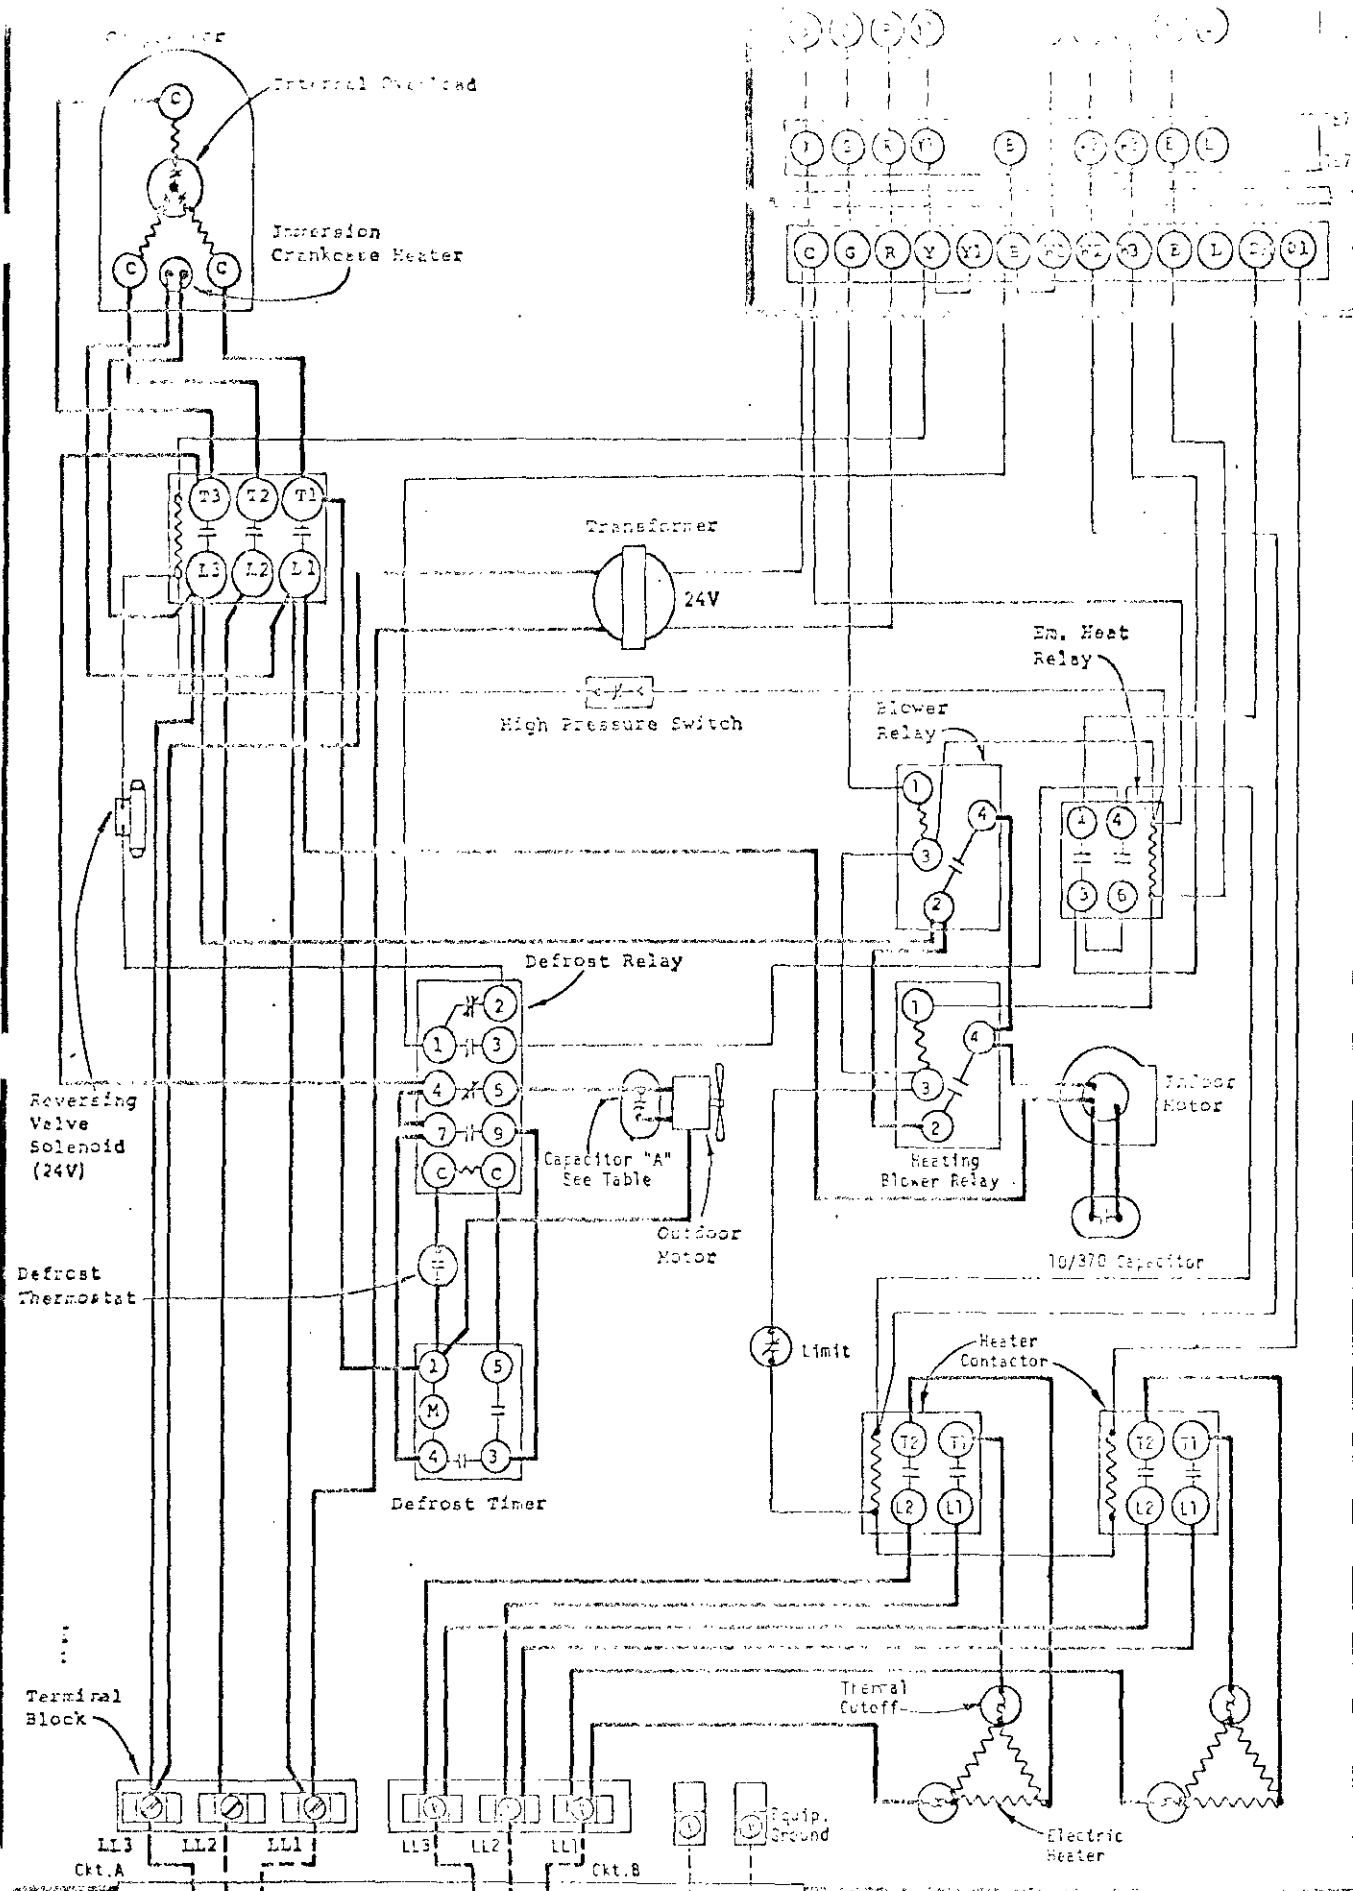 Internal Overload
C
Immersion
Crankcase Heater
C C
B
E L
C G R Y Y1 E W2 W3 E L O1
T3 T2 T1
L3 L2 L1
Transformer
24V
Em. Heat
Relay
High Pressure Switch
Blower
Relay
1
4
3
2
4 4
3 6
Defrost Relay
2
1 3
4 5
7 9
C C
1
4
3
2
Heating
Blower Relay
Reversing
Valve
Solenoid
(24V)
Capacitor "A"
See Table
Outdoor
Motor
Indoor
Motor
10/370 Capacitor
Defrost
Thermostat
Limit
Heater
Contactor
5
M
4 3
Defrost Timer
T2 T1
L2 L1
T2 T1
L2 L1
Terminal
Block
Thermal
Cutoff
Equip.
Ground
Electric
Heater
LL3 LL2 LL1
Ckt.A
LL3 LL2 LL1
Ckt.B